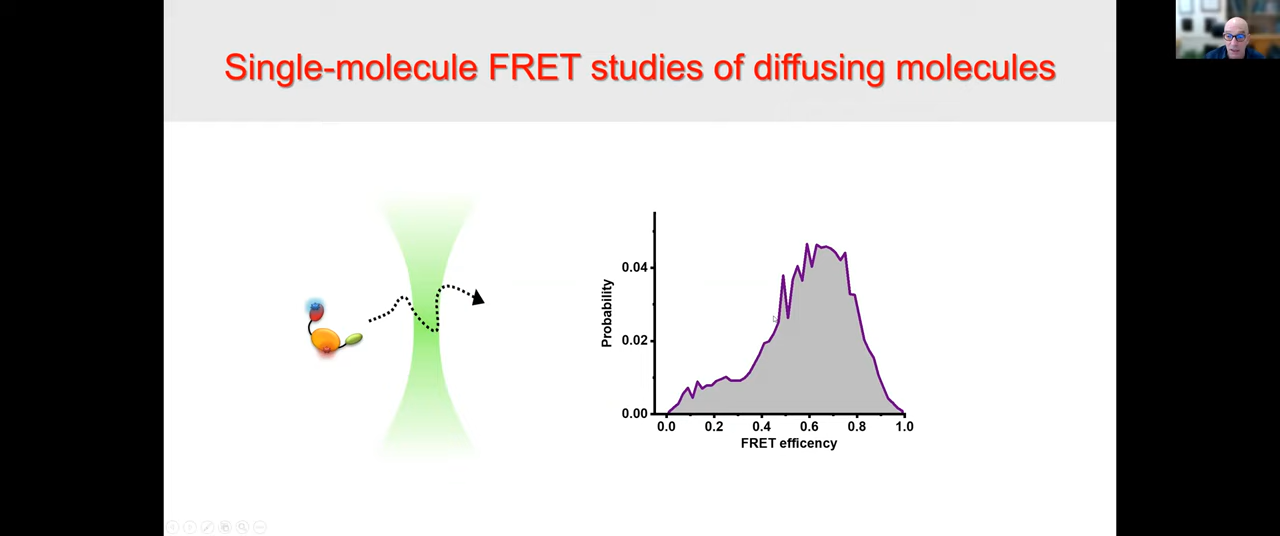 Single-molecule FRET studies of diffusing molecules
0.04
0.02
0.00
Probability
0.0 0.2 0.4 0.6 0.8 1.0
FRET efficency